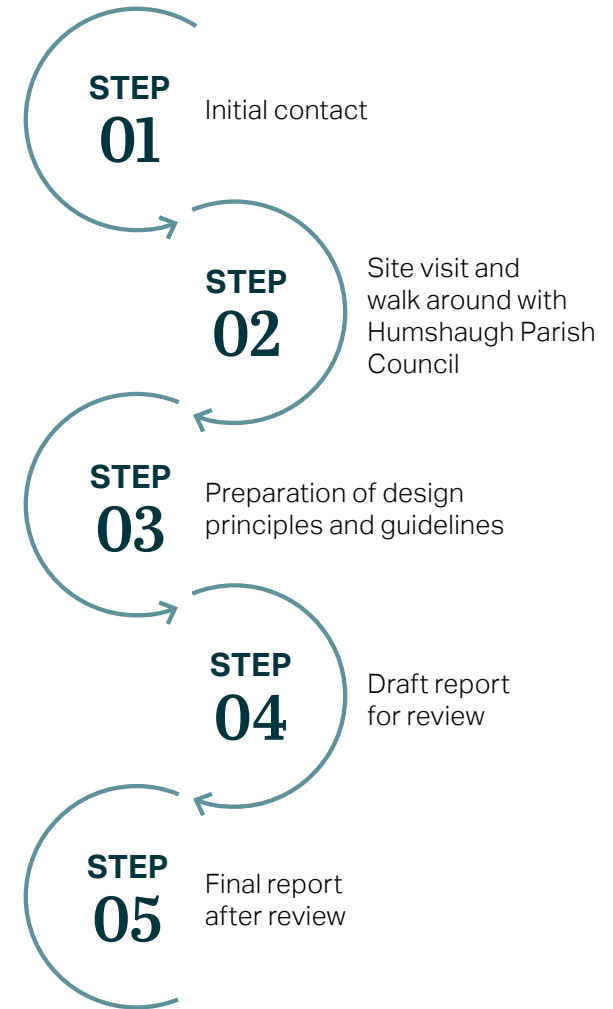 STEP
01
Initial contact
STEP
02
Site visit and
walk around with
Humshaugh Parish
Council
STEP
03
Preparation of design
principles and guidelines
STEP
04
Draft report
for review
STEP
05
Final report
after review